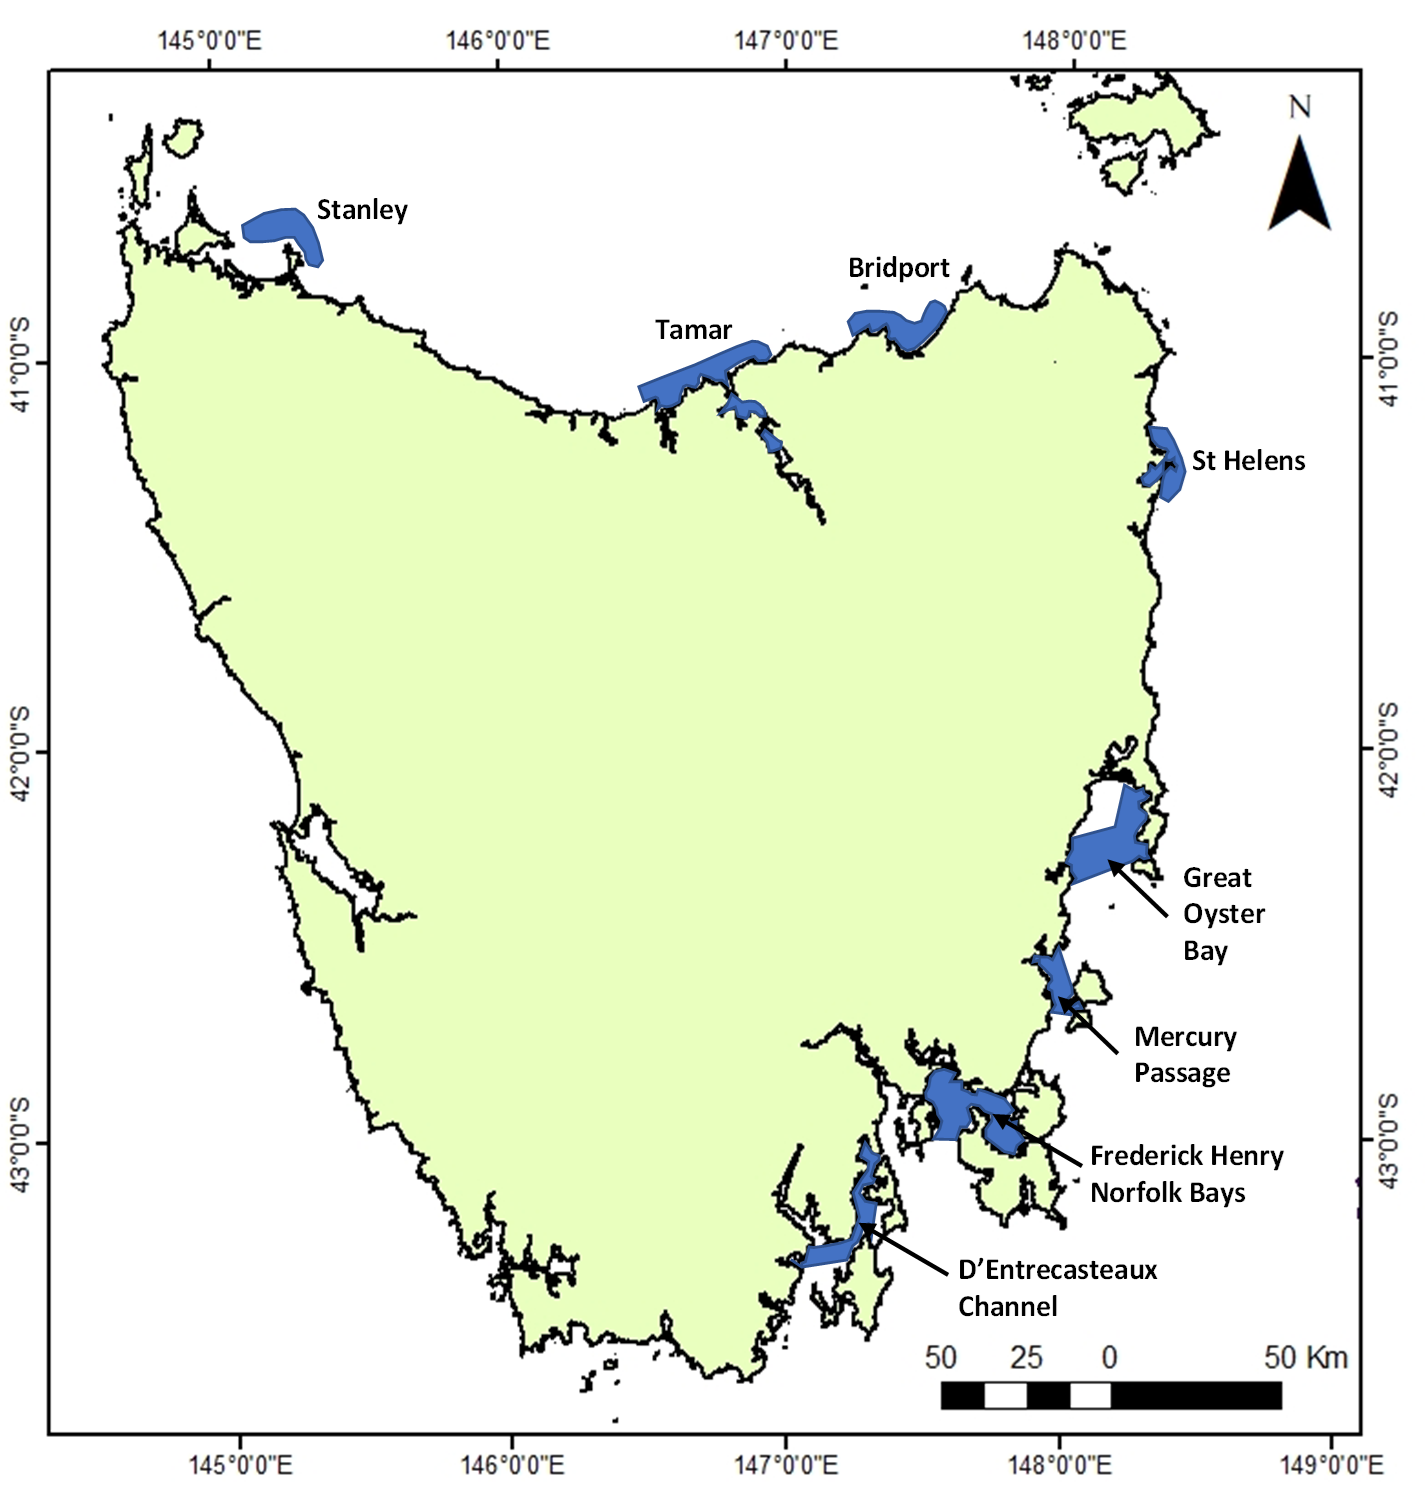 145°0'0"E
146°0'0"E
147°0'0"E
148°0'0"E
N
Stanley
Bridport
Tamar
41°0'0"S
41°0'0"S
St Helens
42°0'0"S
42°0'0"S
Great
Oyster
Bay
Mercury
Passage
43°0'0"S
43°0'0"S
Frederick Henry
Norfolk Bays
D’Entrecasteaux
Channel
50 25 0 50 Km
145°0'0"E
146°0'0"E
147°0'0"E
148°0'0"E
149°0'0"E